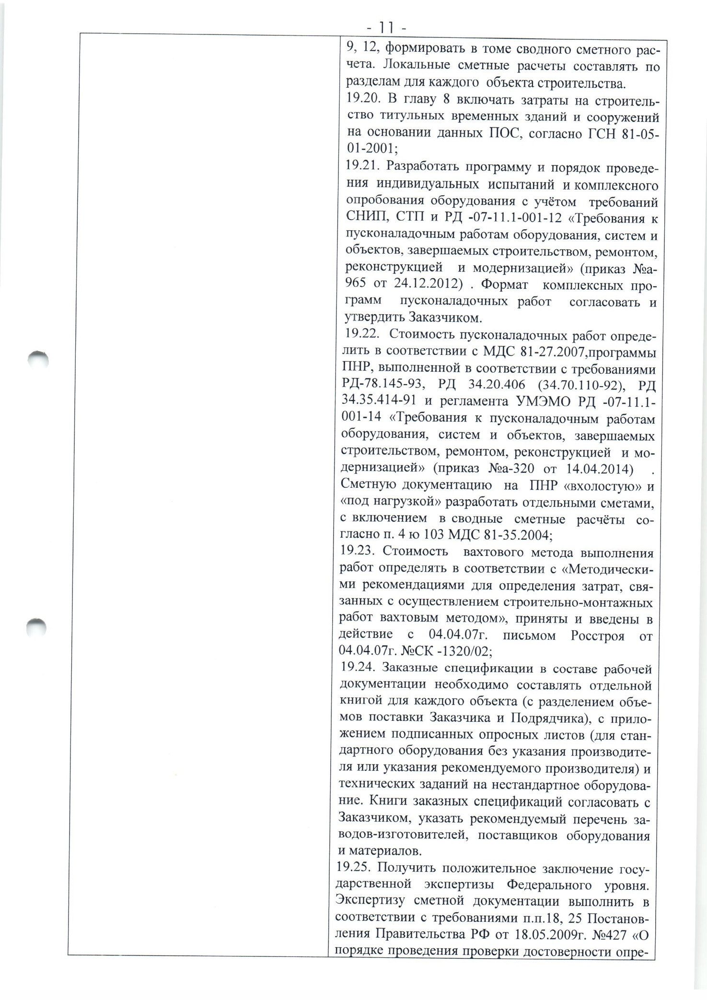 - 11 -
9, 12, формировать в томе сводного сметного рас-
чета. Локальные сметные расчеты составлять по
разделам для каждого объекта строительства.
19.20. В главу 8 включать затраты на строитель-
ство титульных временных зданий и сооружений
на основании данных ПОС, согласно ГСН 81-05-
01-2001;
19.21. Разработать программу и порядок проведе-
ния индивидуальных испытаний и комплексного
опробования оборудования с учётом требований
СНИП, СТП и РД -07-11.1-001-12 «Требования к
пусконаладочным работам оборудования, систем и
объектов, завершаемых строительством, ремонтом,
реконструкцией и модернизацией» (приказ №а-
965 от 24.12.2012) . Формат комплексных про-
грамм пусконаладочных работ согласовать и
утвердить Заказчиком.
19.22. Стоимость пусконаладочных работ опреде-
лить в соответствии с МДС 81-27.2007,программы
ПНР, выполненной в соответствии с требованиями
РД-78.145-93, РД 34.20.406 (34.70.110-92), РД
34.35.414-91 и регламента УМЭМО РД -07-11.1-
001-14 «Требования к пусконаладочным работам
оборудования, систем и объектов, завершаемых
строительством, ремонтом, реконструкцией и мо-
дернизацией» (приказ №а-320 от 14.04.2014) .
Сметную документацию на ПНР «вхолостую» и
«под нагрузкой» разработать отдельными сметами,
с включением в сводные сметные расчёты со-
гласно п. 4 ю 103 МДС 81-35.2004;
19.23. Стоимость вахтового метода выполнения
работ определять в соответствии с «Методически-
ми рекомендациями для определения затрат, свя-
занных с осуществлением строительно-монтажных
работ вахтовым методом», приняты и введены в
действие с 04.04.07г. письмом Росстроя от
04.04.07г. №СК -1320/02;
19.24. Заказные спецификации в составе рабочей
документации необходимо составлять отдельной
книгой для каждого объекта (с разделением объе-
мов поставки Заказчика и Подрядчика), с прило-
жением подписанных опросных листов (для стан-
дартного оборудования без указания производите-
ля или указания рекомендуемого производителя) и
технических заданий на нестандартное оборудова-
ние. Книги заказных спецификаций согласовать с
Заказчиком, указать рекомендуемый перечень за-
водов-изготовителей, поставщиков оборудования
и материалов.
19.25. Получить положительное заключение госу-
дарственной экспертизы Федерального уровня.
Экспертизу сметной документации выполнить в
соответствии с требованиями п.п.18, 25 Постанов-
ления Правительства РФ от 18.05.2009г. №427 «О
порядке проведения проверки достоверности опре-